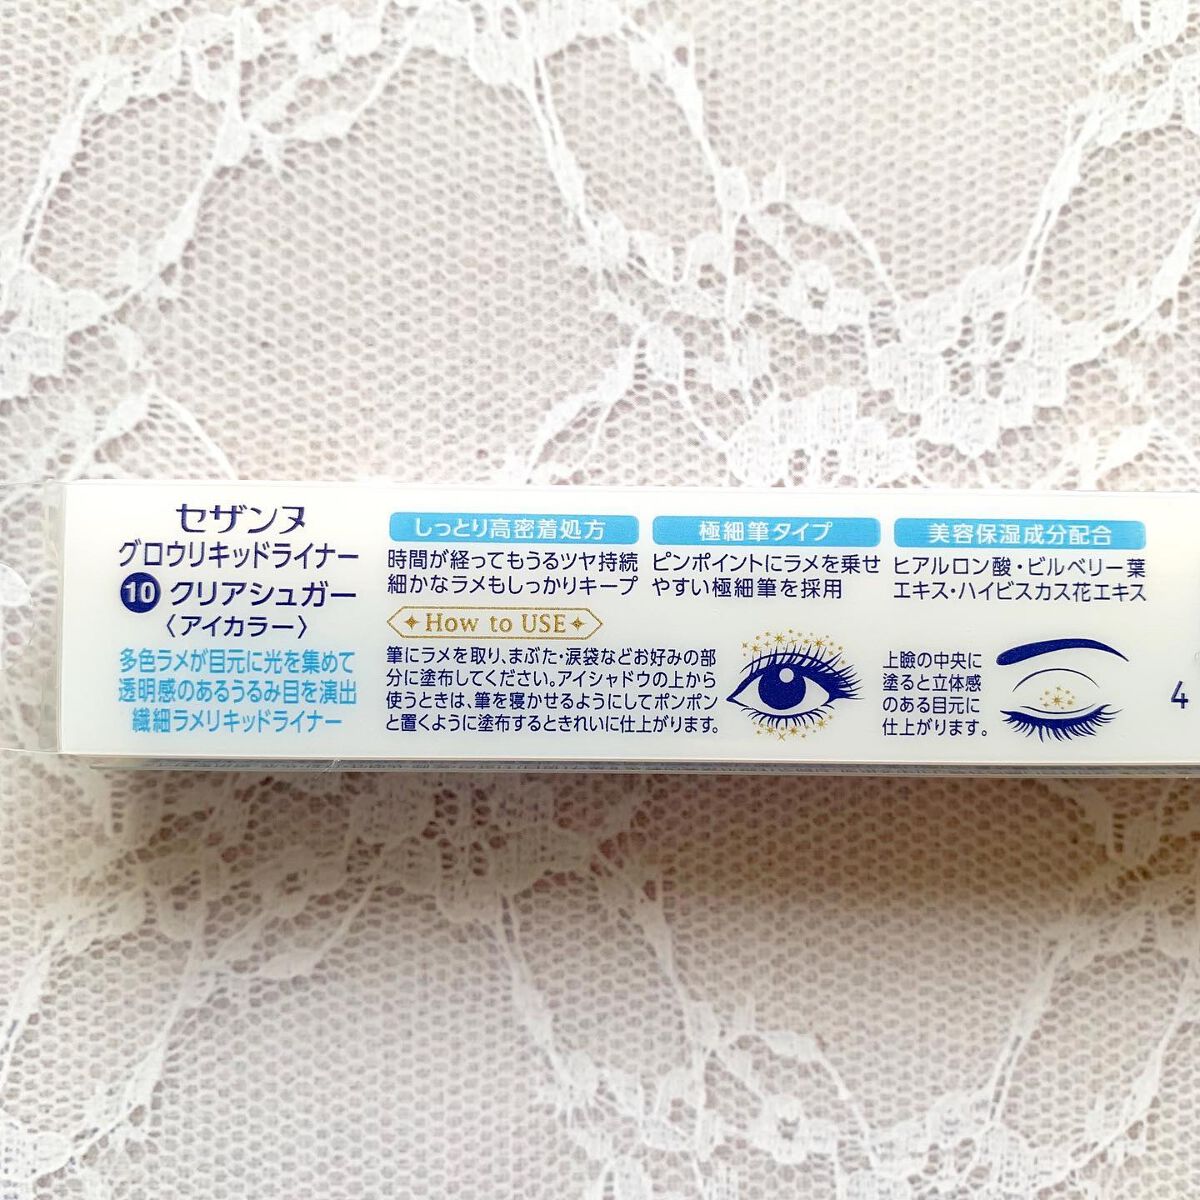 セザンヌ
グロウリキッドライナー
10 クリアシュガー
〈アイカラー〉
多色ラメが目元に光を集めて
透明感のあるうるみ目を演出
繊細ラメリキッドライナー
しっとり高密着処方
時間が経ってもうるツヤ持続
細かなラメもしっかりキープ
極細筆タイプ
ピンポイントにラメを乗せ
やすい極細筆を採用
美容保湿成分配合
ヒアルロン酸・ビルベリー葉
エキス・ハイビスカス花エキス
How to USE
筆にラメを取り、まぶた・涙袋などお好みの部
分に塗布してください。アイシャドウの上から
使うときは、筆を寝かせるようにしてポンポン
と置くように塗布するときれいに仕上がります。
上瞼の中央に
塗ると立体感
のある目元に
仕上がります。
4